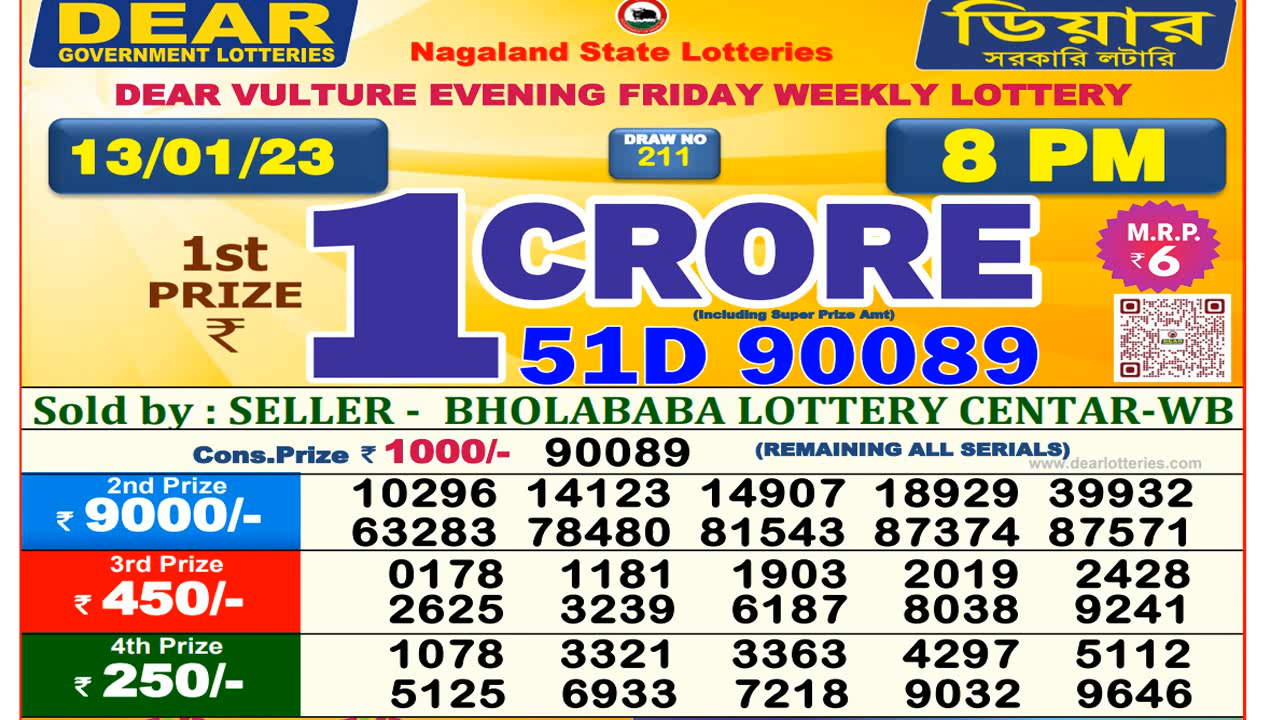 DEAR
GOVERNMENT LOTTERIES
Nagaland State Lotteries
ডিয়ার
সরকারি লটারি
DEAR VULTURE EVENING FRIDAY WEEKLY LOTTERY
13/01/23
DRAW NO
211
8 PM
1st
PRIZE
₹
1 CRORE
(Including Super Prize Amt)
51D 90089
M.R.P.
₹ 6
Sold by : SELLER - BHOLABABA LOTTERY CENTAR-WB
Cons.Prize ₹ 1000/- 90089 (REMAINING ALL SERIALS)
www.dearlotteries.com
2nd Prize
₹ 9000/-
10296 14123 14907 18929 39932
63283 78480 81543 87374 87571
3rd Prize
₹ 450/-
0178 1181 1903 2019 2428
2625 3239 6187 8038 9241
4th Prize
₹ 250/-
1078 3321 3363 4297 5112
5125 6933 7218 9032 9646